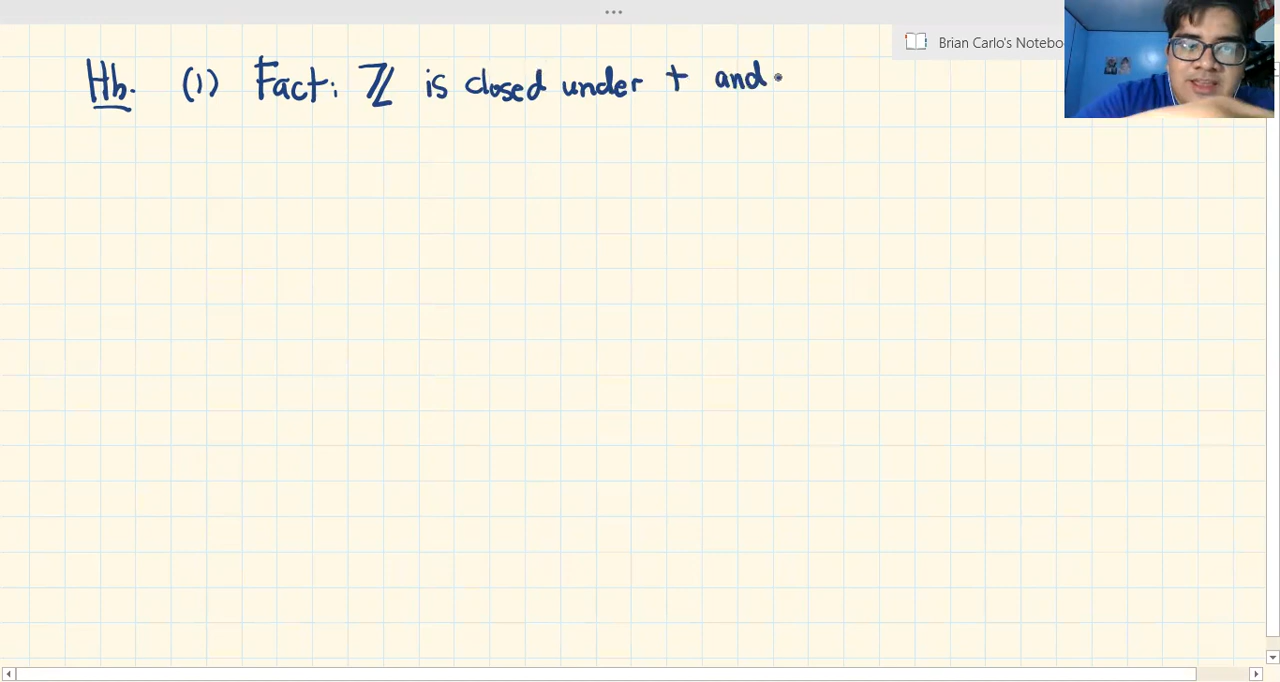 Brian Carlo's Notebo
Hb. (1) Fact: ℤ is closed under + and •